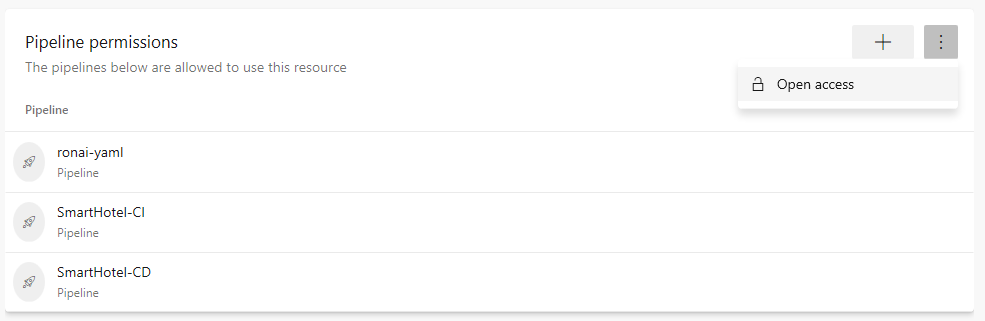 Pipeline permissions
The pipelines below are allowed to use this resource
Open access
Pipeline
ronai-yaml
Pipeline
SmartHotel-CI
Pipeline
SmartHotel-CD
Pipeline